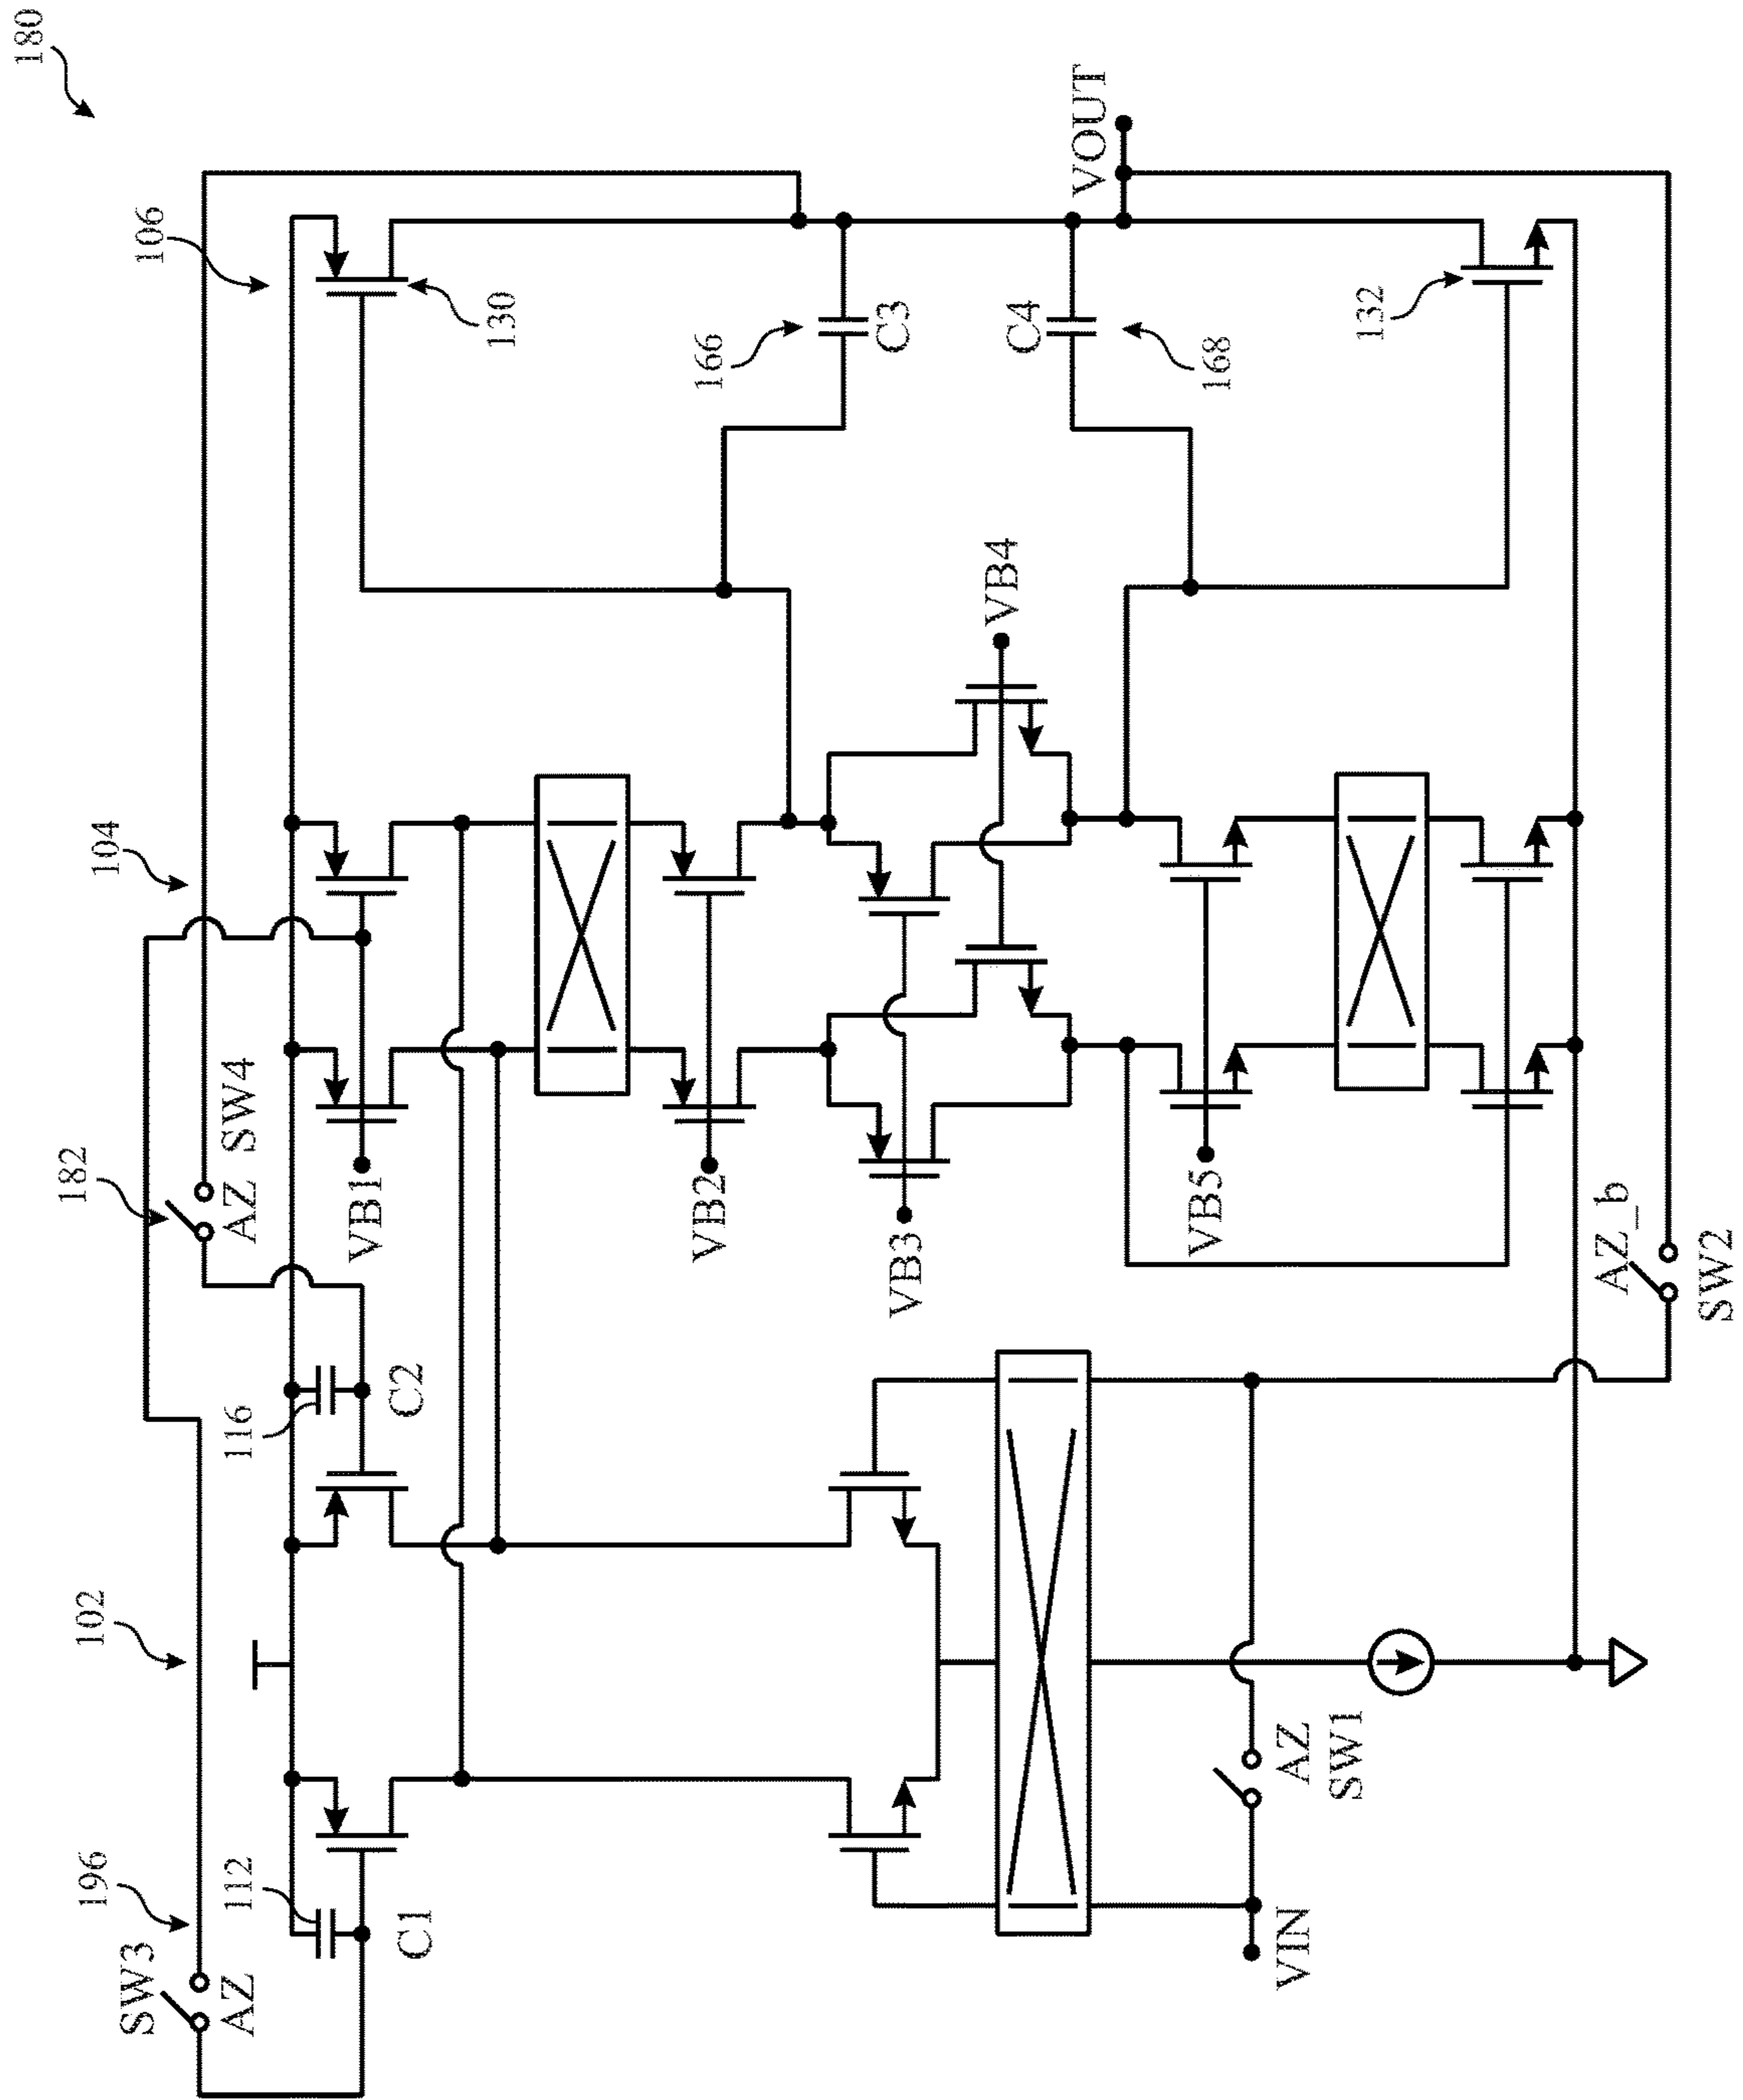 180
106
130
166
C3
C4
168
VOUT
132
104
VB4
182
AZ
SW4
VB1
VB2
VB3
VB5
AZ_b
SW2
116
C2
102
196
SW3
AZ
112
C1
AZ
SW1
VIN